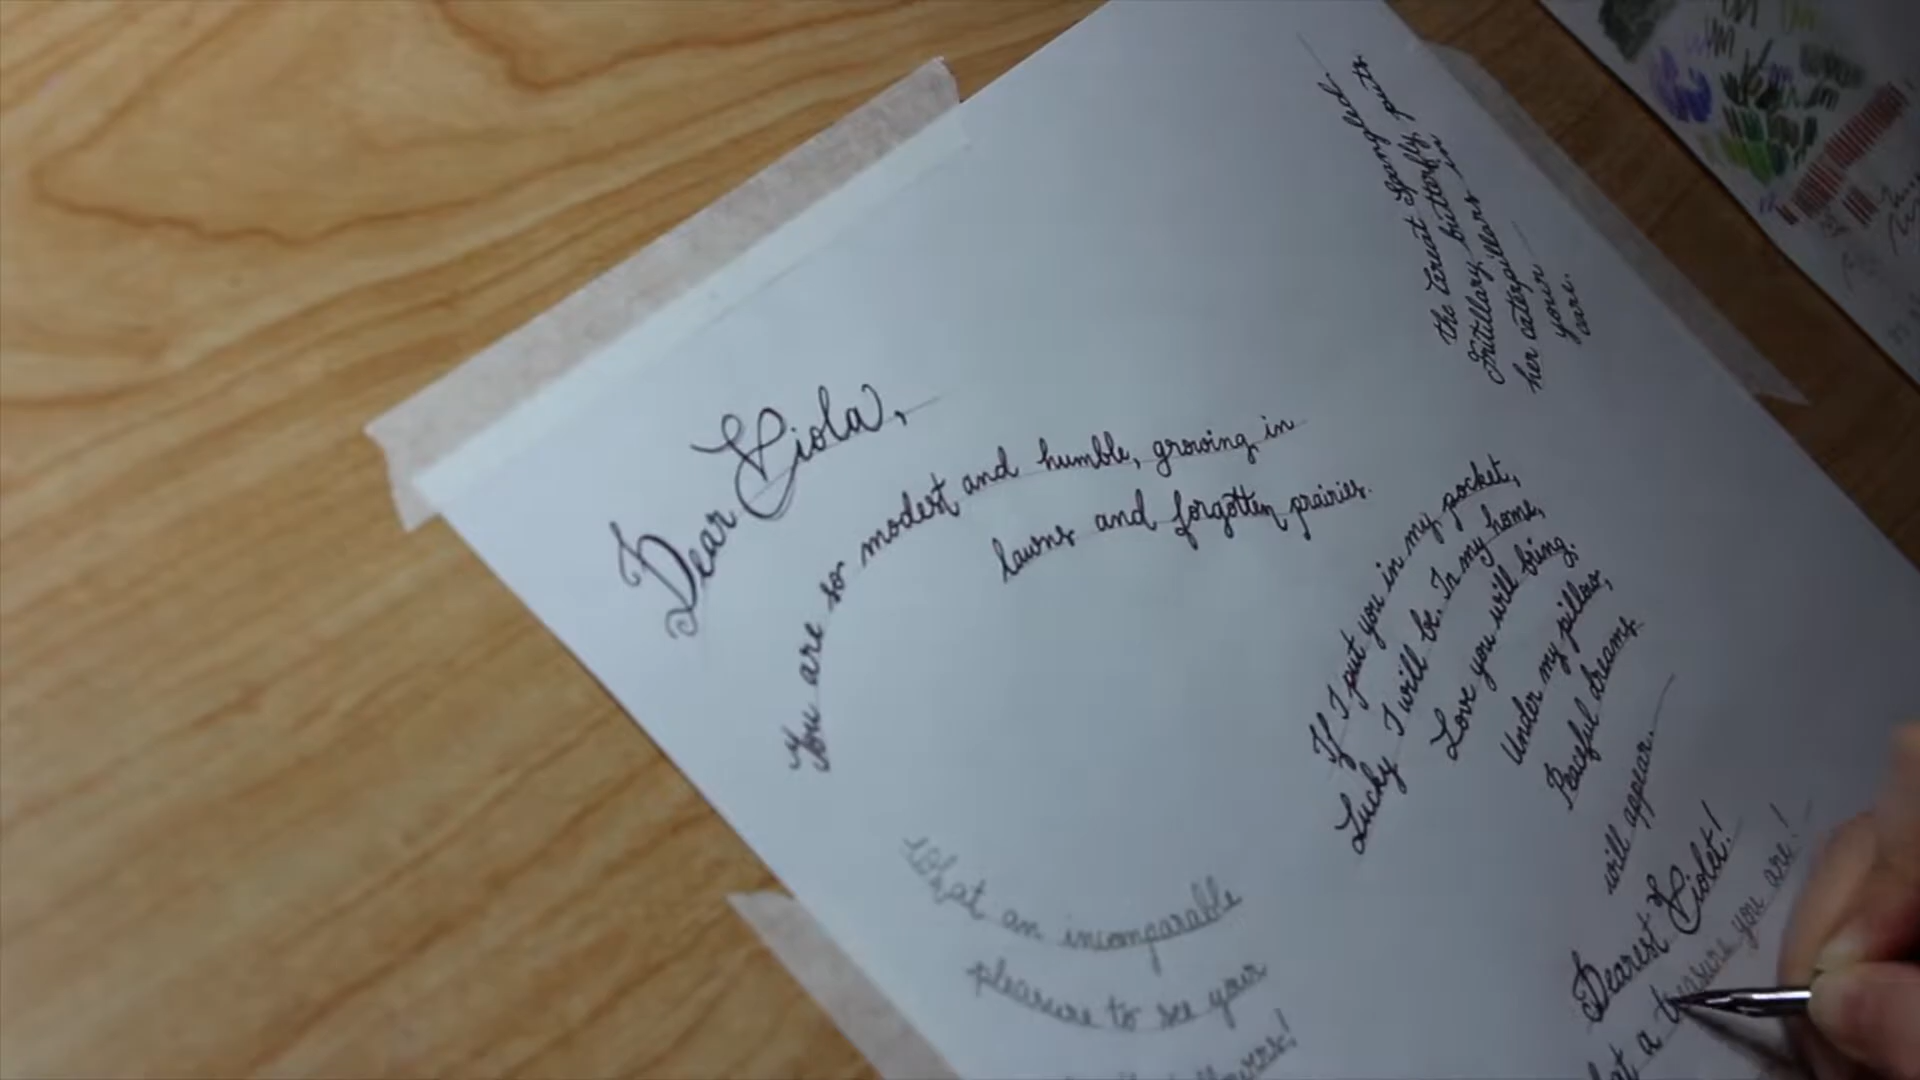 Dear Viola,
You are so modest and humble, growing in
lawns and forgotten prairies.
the Great Spangled
Fritillary butterfly puts
her caterpillars in
your
care.
If I put you in my pocket,
Lucky I will be. In my home,
Love you will bring.
Under my pillow,
Peaceful dreams
will appear.
Dearest Violet!
a treasure you are!
What an incomparable
pleasure to see your